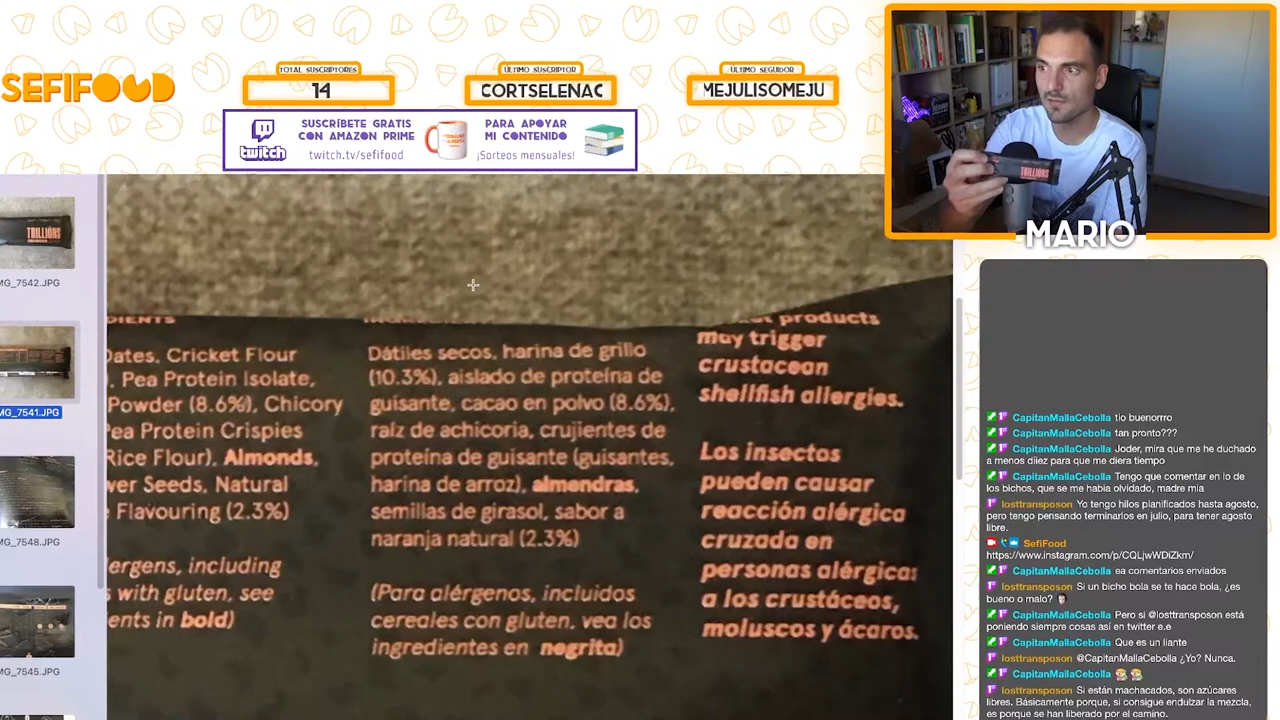 SEFIFOOD
TOTAL SUSCRIPTORES
14
ÚLTIMO SUSCRIPTOR
CORTSELENAC
ÚLTIMO SEGUIDOR
MEJULISOMEJU
twitch
SUSCRÍBETE GRATIS
CON AMAZON PRIME
twitch.tv/sefifood
PARA APOYAR
MI CONTENIDO
¡Sorteos mensuales!
TRILLIONS
MARIO
TRILLIONS
MG_7542.JPG
MG_7541.JPG
MG_7548.JPG
MG_7545.JPG
Dates, Cricket Flour
, Pea Protein Isolate,
Powder (8.6%), Chicory
Pea Protein Crispies
Rice Flour), Almonds,
Seeds, Natural
Flavouring (2.3%)
including
with gluten, see
in bold)
Dátiles secos, harina de grillo
(10.3%), aislado de proteína de
guisante, cacao en polvo (8.6%),
raíz de achicoria, crujientes de
proteína de guisante (guisantes,
harina de arroz), almendras,
semillas de girasol, sabor a
naranja natural (2.3%)
(Para alérgenos, incluidos
cereales con gluten, vea los
ingredientes en negrita)
products
may trigger
crustacean
shellfish allergies.
Los insectos
pueden causar
reacción alérgica
cruzada en
personas alérgicas
a los crustáceos,
moluscos y ácaros.
CapitanMallaCebolla tio buenorrro
CapitanMallaCebolla tan pronto???
CapitanMallaCebolla Joder, mira que me he duchado
a menos díiez para que me diera tiempo
CapitanMallaCebolla Tengo que comentar en lo de
los bichos, que se me habia olvidado, madre mia
losttransposon Yo tengo hilos planificados hasta agosto,
pero tengo pensando terminarlos en julio, para tener agosto
libre.
SefiFood
https://www.instagram.com/p/CQLjwWDiZkm/
CapitanMallaCebolla ea comentarios enviados
losttransposon Si un bicho bola se te hace bola, ¿es
bueno o malo?
CapitanMallaCebolla Pero si @losttransposon está
poniendo siempre cosas así en twitter e.e
CapitanMallaCebolla Que es un liante
losttransposon @CapitanMallaCebolla ¿Yo? Nunca.
CapitanMallaCebolla
losttransposon Si están machacados, son azúcares
libres. Básicamente porque, si consigue endulzar la mezcla,
es porque se han liberado por el camino.